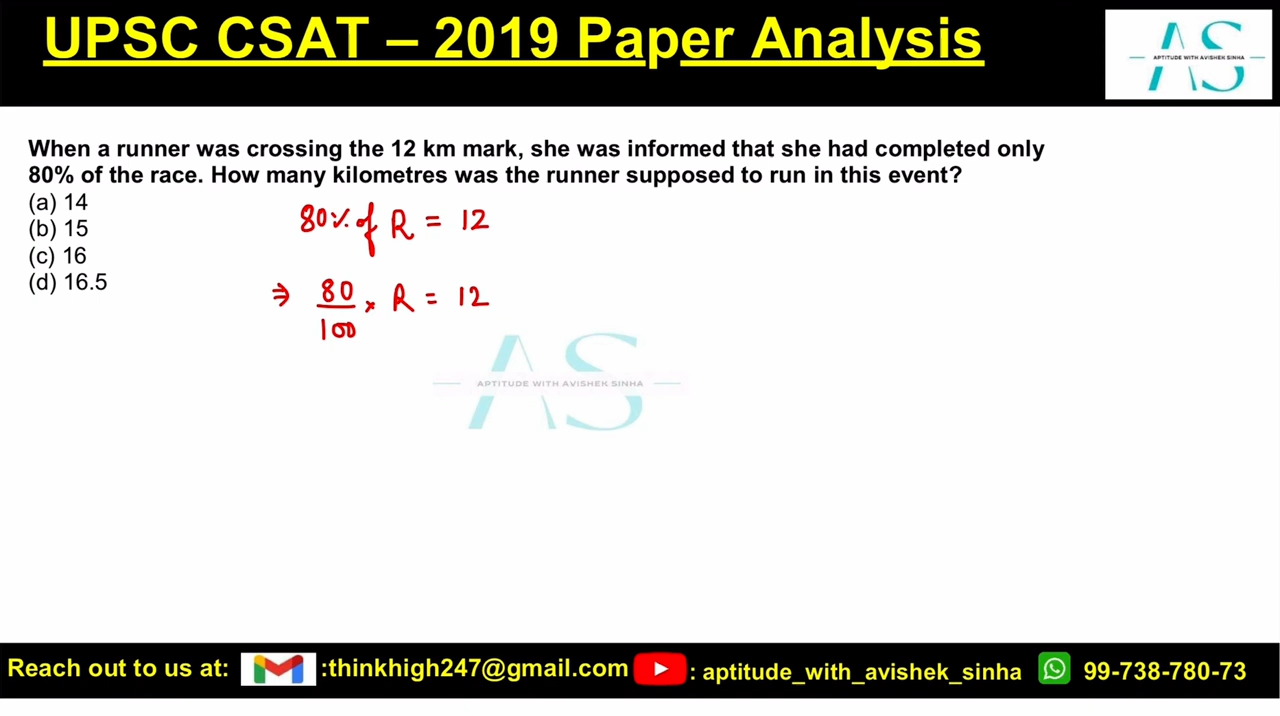 UPSC CSAT – 2019 Paper Analysis
AS
APTITUDE WITH AVISHEK SINHA
When a runner was crossing the 12 km mark, she was informed that she had completed only
80% of the race. How many kilometres was the runner supposed to run in this event?
(a) 14
(b) 15
(c) 16
(d) 16.5
80% of R = 12
⇒ 80/100 × R = 12
AS
APTITUDE WITH AVISHEK SINHA
Reach out to us at: :thinkhigh247@gmail.com : aptitude_with_avishek_sinha 99-738-780-73